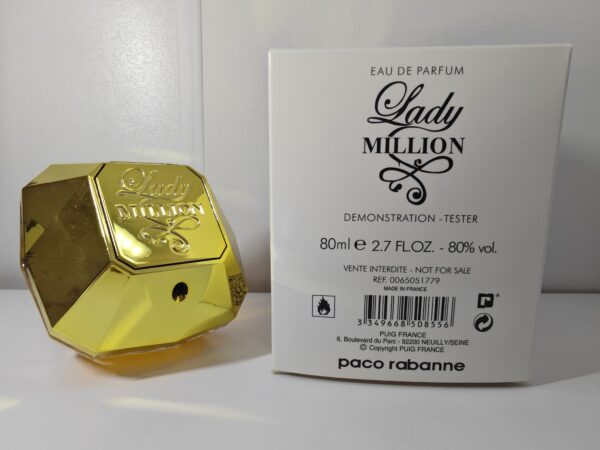 Lady
MILLION
EAU DE PARFUM
Lady
MILLION
DEMONSTRATION - TESTER
80ml e 2.7 FL.OZ. - 80% vol.
VENTE INTERDITE - NOT FOR SALE
REF. 0065051779
MADE IN FRANCE
3 349668 508556
PUIG FRANCE
6, Boulevard du Parc - 92200 NEUILLY/SEINE
© Copyright PUIG FRANCE
paco rabanne